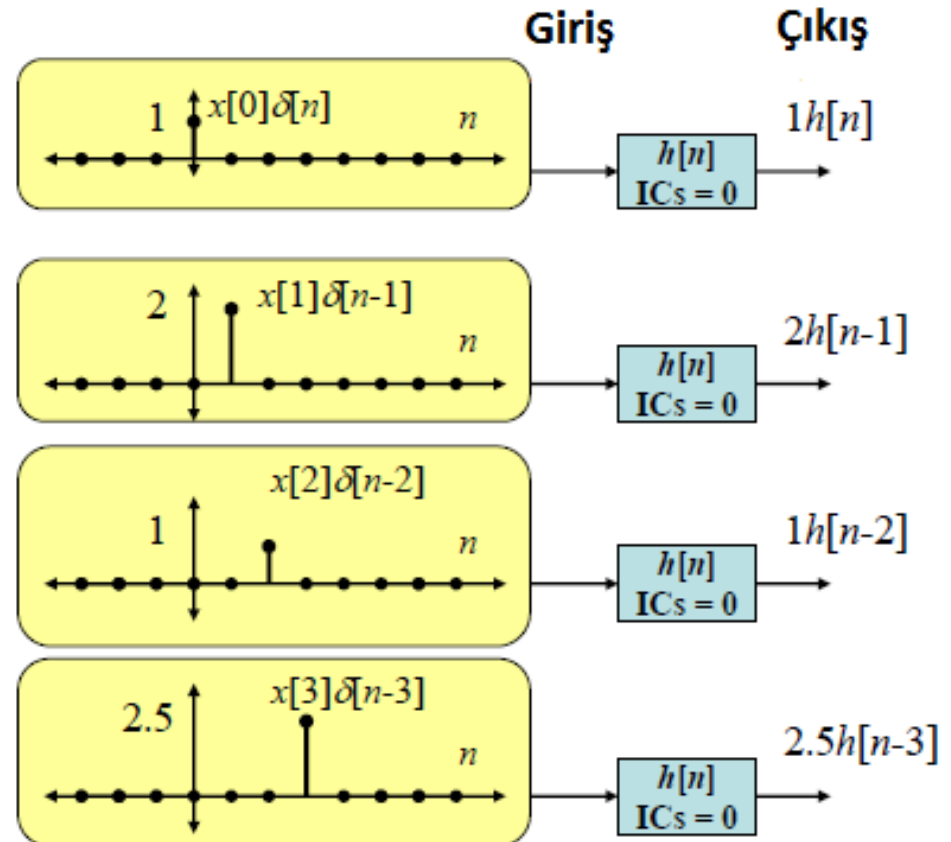 Giriş Çıkış
1 x[0]δ[n] n
h[n]
ICs = 0
1h[n]
2 x[1]δ[n-1] n
h[n]
ICs = 0
2h[n-1]
x[2]δ[n-2]
1 n
h[n]
ICs = 0
1h[n-2]
x[3]δ[n-3]
2.5 n
h[n]
ICs = 0
2.5h[n-3]